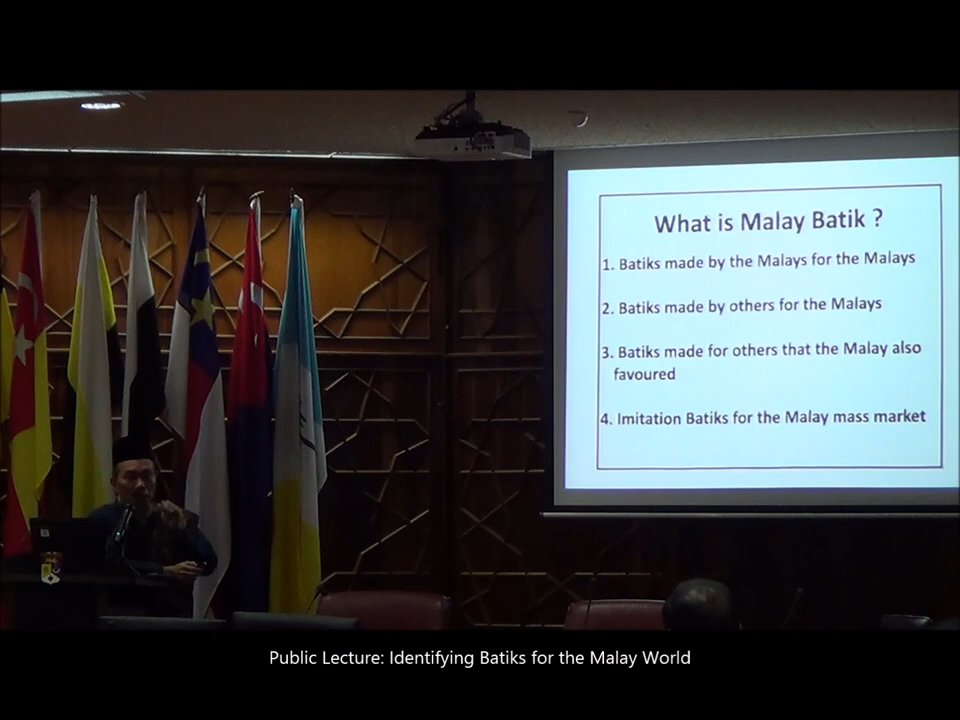 What is Malay Batik ?
1. Batiks made by the Malays for the Malays
2. Batiks made by others for the Malays
3. Batiks made for others that the Malay also
favoured
4. Imitation Batiks for the Malay mass market
Public Lecture: Identifying Batiks for the Malay World